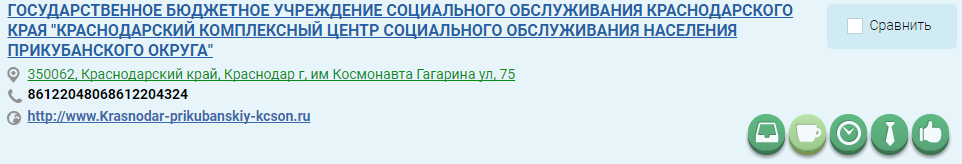 ГОСУДАРСТВЕННОЕ БЮДЖЕТНОЕ УЧРЕЖДЕНИЕ СОЦИАЛЬНОГО ОБСЛУЖИВАНИЯ КРАСНОДАРСКОГО
КРАЯ "КРАСНОДАРСКИЙ КОМПЛЕКСНЫЙ ЦЕНТР СОЦИАЛЬНОГО ОБСЛУЖИВАНИЯ НАСЕЛЕНИЯ
ПРИКУБАНСКОГО ОКРУГА"
Сравнить
350062, Краснодарский край, Краснодар г, им Космонавта Гагарина ул, 75
86122048068612204324
http://www.Krasnodar-prikubanskiy-kcson.ru